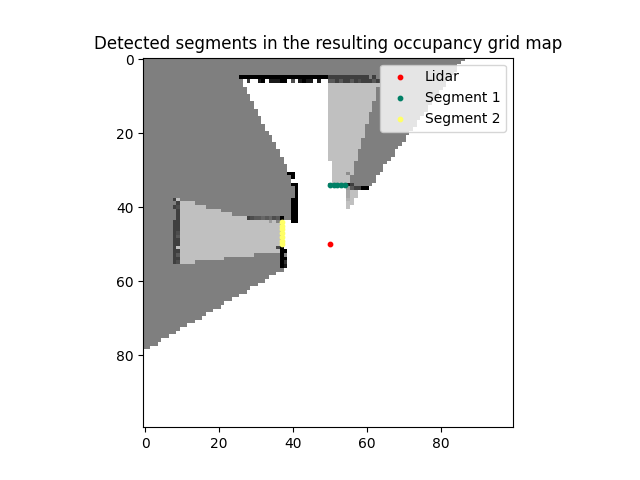 Detected segments in the resulting occupancy grid map
Lidar
Segment 1
Segment 2
0
20
40
60
80
0
20
40
60
80